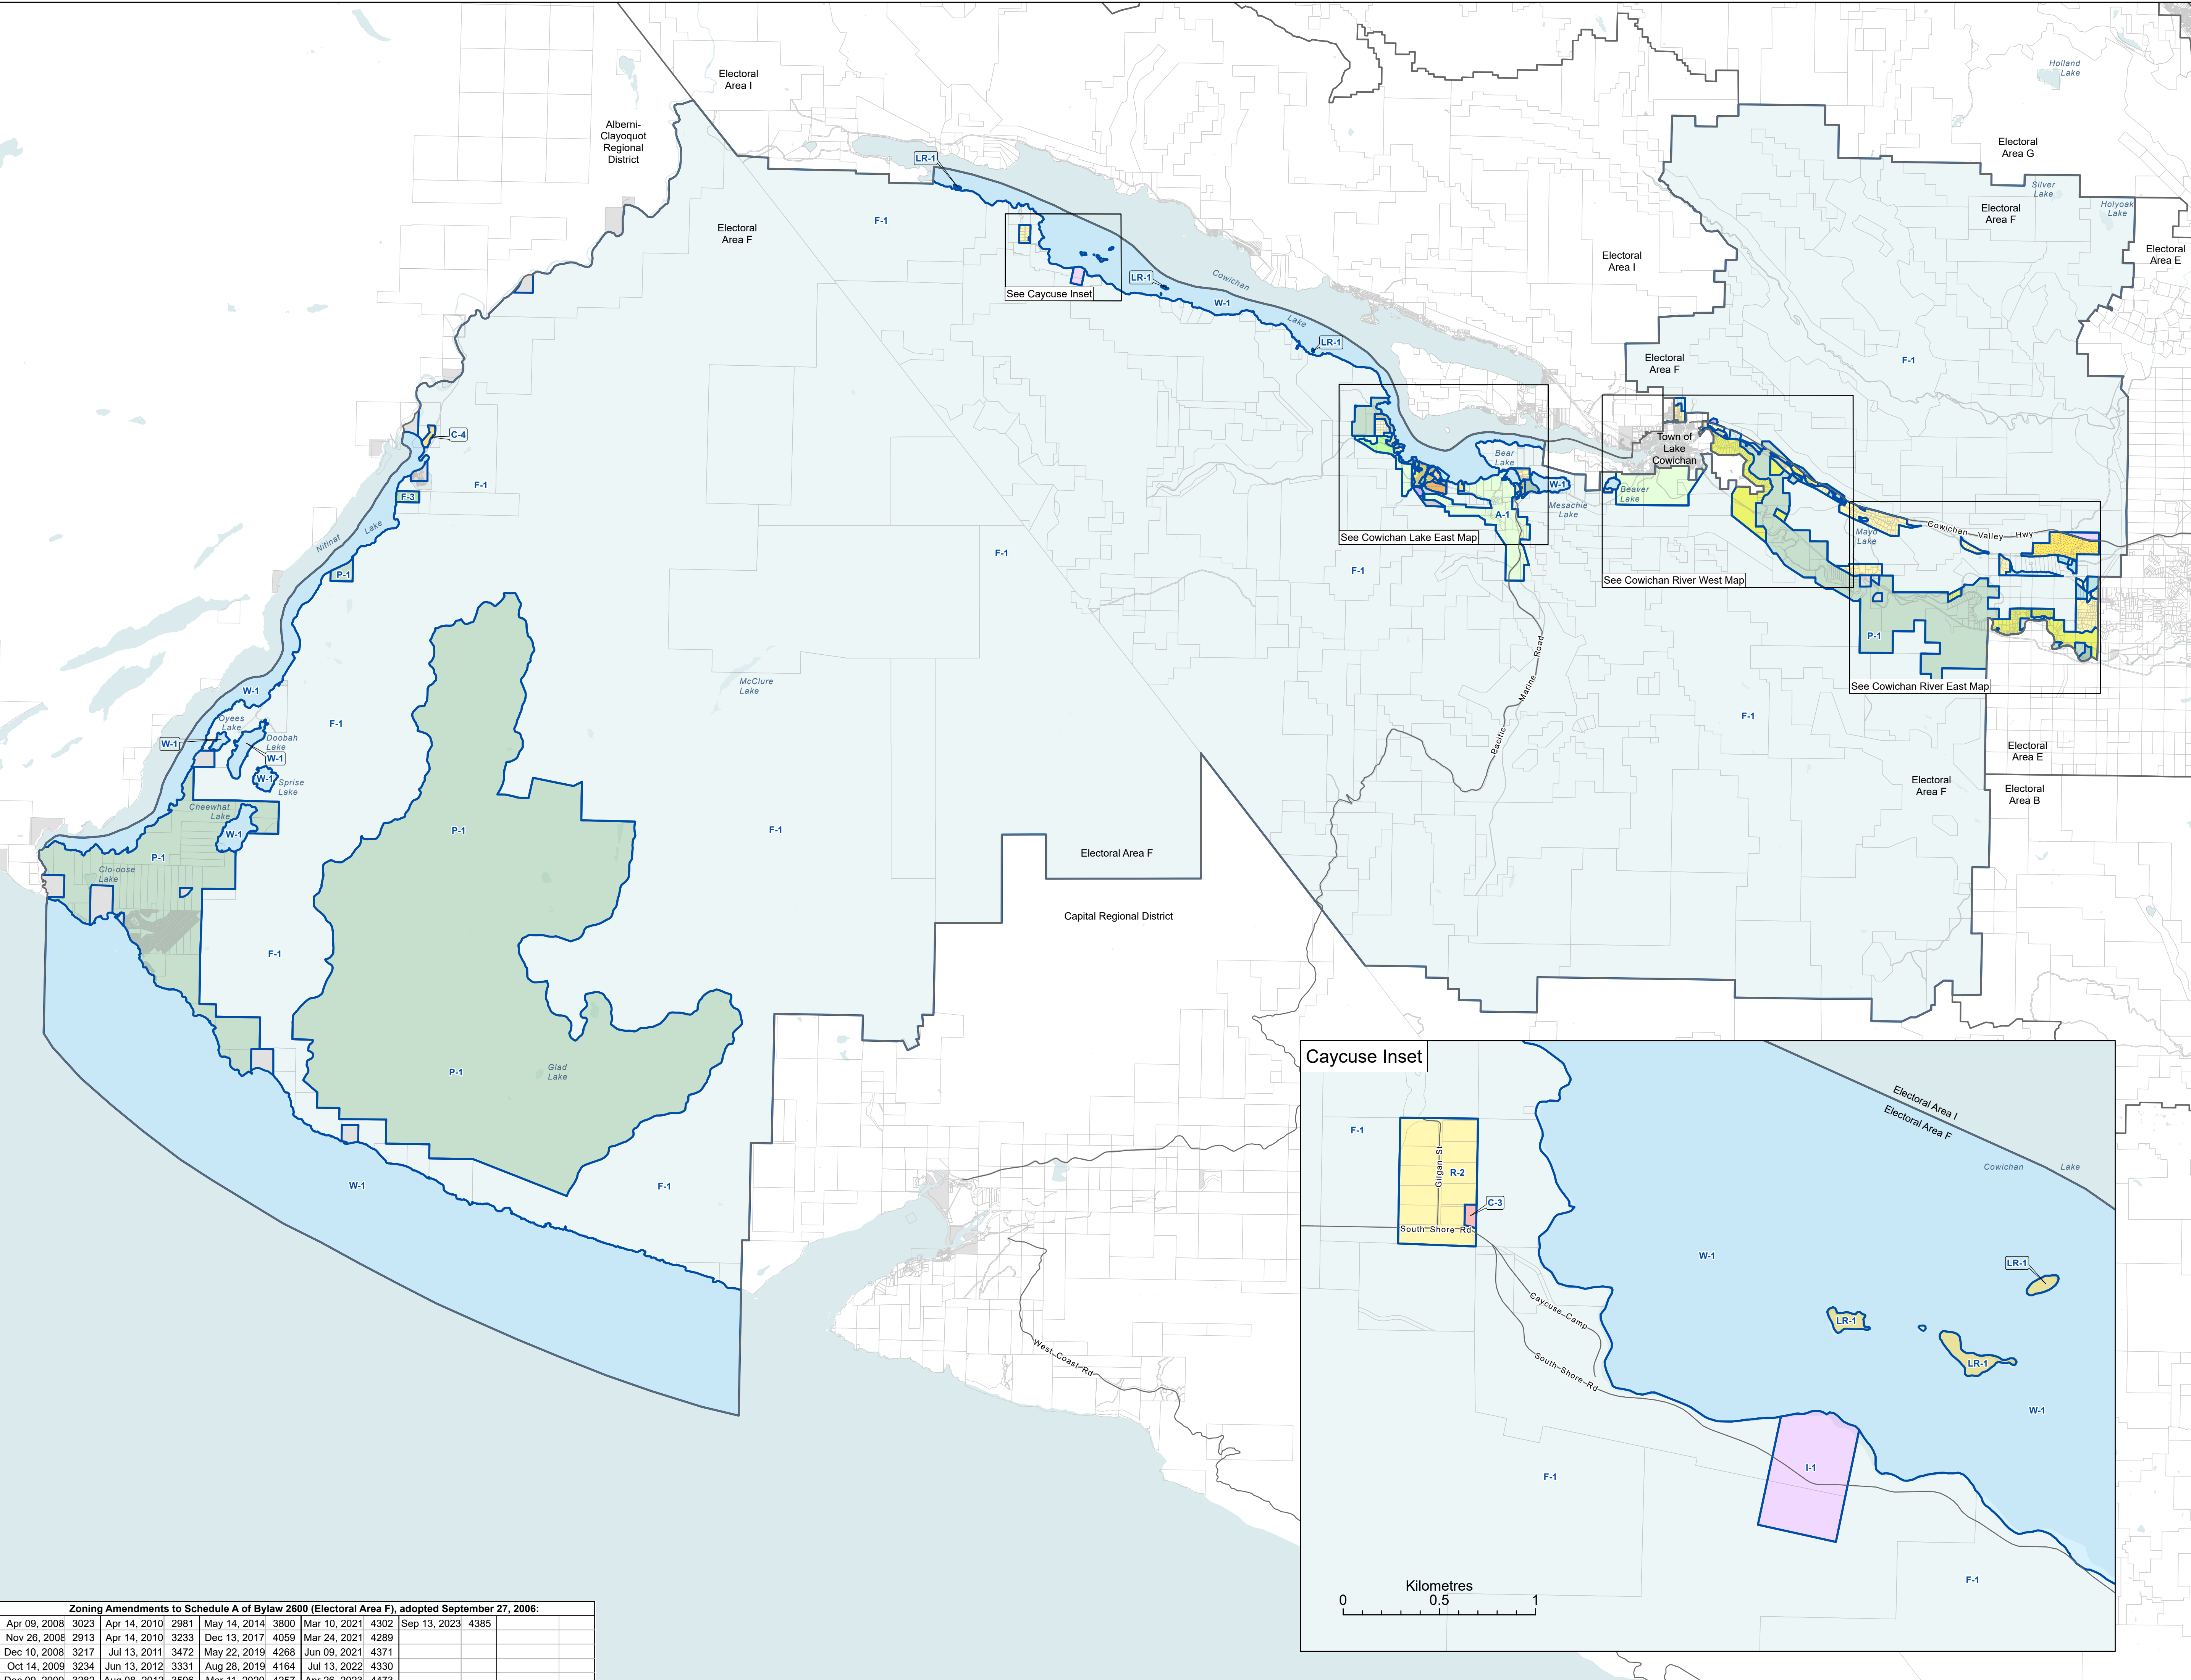 Holland
Lake
Electoral
Area I
Alberni-
Clayoquot
Regional
District
Electoral
Area G
LR-1
Silver
Lake
Electoral
Area F
Holyoak
Lake
F-1
Electoral
Area F
Electoral
Area E
Electoral
Area I
LR-1
Cowichan
Lake
W-1
See Caycuse Inset
LR-1
Electoral
Area F
F-1
C-4
Town of
Lake
Cowichan
Bear
Lake
F-1
F-3
W-1
Beaver
Lake
Mesachie
Lake
A-1
Nitinat
Lake
See Cowichan Lake East Map
Cowichan Valley Hwy
Mayo
Lake
F-1
F-1
P-1
See Cowichan River West Map
P-1
Pacific Marine Road
McClure
Lake
See Cowichan River East Map
W-1
Oyees
Lake
F-1
F-1
Doobah
Lake
W-1
W-1
W-1
Sprise
Lake
Electoral
Area E
Electoral
Area F
Electoral
Area B
Cheewhat
Lake
W-1
P-1
F-1
P-1
Electoral Area F
Clo-oose
Lake
Capital Regional District
F-1
Glad
Lake
P-1
W-1
F-1
West Coast Rd
Caycuse Inset
Electoral Area I
Electoral Area F
F-1
Cowichan Lake
Gilgan St
R-2
C-3
South Shore Rd
W-1
LR-1
Caycuse Camp
LR-1
LR-1
South Shore Rd
W-1
I-1
F-1
F-1
Kilometres
0 0.5 1
Zoning Amendments to Schedule A of Bylaw 2600 (Electoral Area F), adopted September 27, 2006:
Apr 09, 2008 3023 Apr 14, 2010 2981 May 14, 2014 3800 Mar 10, 2021 4302 Sep 13, 2023 4385
Nov 26, 2008 2913 Apr 14, 2010 3233 Dec 13, 2017 4059 Mar 24, 2021 4289
Dec 10, 2008 3217 Jul 13, 2011 3472 May 22, 2019 4268 Jun 09, 2021 4371
Oct 14, 2009 3234 Jun 13, 2012 3331 Aug 28, 2019 4164 Jul 13, 2022 4330